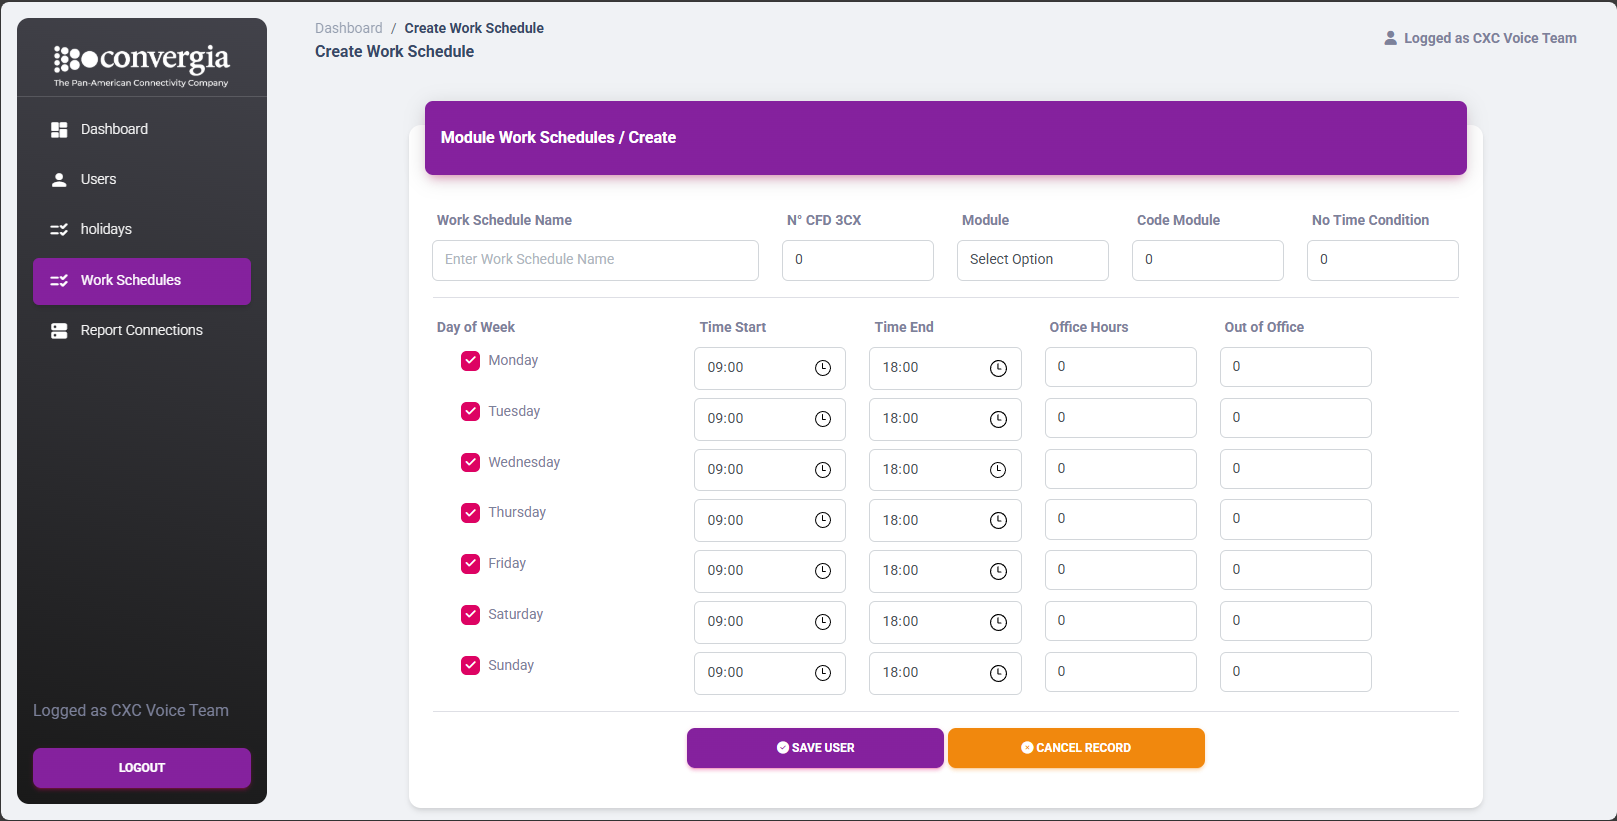 convergia
The Pan-American Connectivity Company
Dashboard
Users
holidays
Work Schedules
Report Connections
Logged as CXC Voice Team
LOGOUT
Dashboard / Create Work Schedule
Create Work Schedule
Logged as CXC Voice Team
Module Work Schedules / Create
Work Schedule Name N° CFD 3CX Module Code Module No Time Condition
Enter Work Schedule Name 0 Select Option 0 0
Day of Week Time Start Time End Office Hours Out of Office
Monday 09:00 18:00 0 0
Tuesday 09:00 18:00 0 0
Wednesday 09:00 18:00 0 0
Thursday 09:00 18:00 0 0
Friday 09:00 18:00 0 0
Saturday 09:00 18:00 0 0
Sunday 09:00 18:00 0 0
SAVE USER CANCEL RECORD